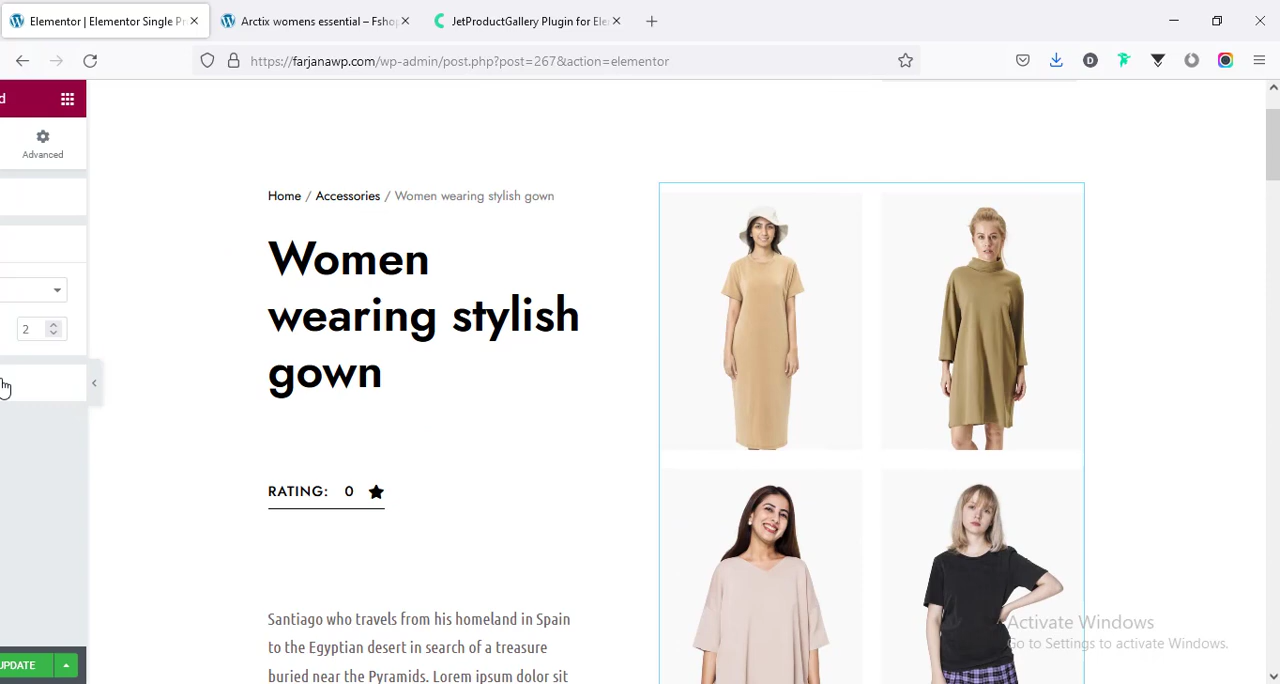 Elementor | Elementor Single Pr
Arctix womens essential – Fshop
JetProductGallery Plugin for Ele
https://farjanawp.com/wp-admin/post.php?post=267&action=elementor
d
Advanced
2
UPDATE
Home / Accessories / Women wearing stylish gown
Women
wearing stylish
gown
RATING: 0
Santiago who travels from his homeland in Spain
to the Egyptian desert in search of a treasure
buried near the Pyramids. Lorem ipsum dolor sit
Activate Windows
Go to Settings to activate Windows.